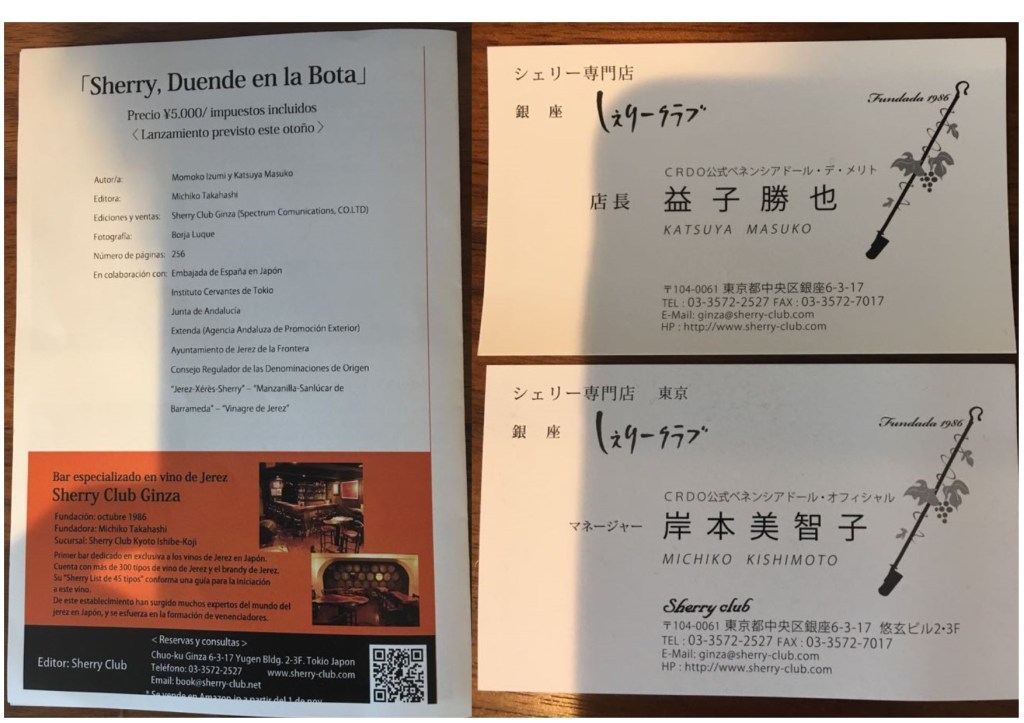 「Sherry, Duende en la Bota」
Precio ¥5.000/ impuestos incluidos
〈 Lanzamiento previsto este otoño 〉
Autor/a: Momoko Izumi y Katsuya Masuko
Editora: Michiko Takahashi
Ediciones y ventas: Sherry Club Ginza (Spectrum Comunications, CO.LTD)
Fotografía: Borja Luque
Número de páginas: 256
En colaboración con: Embajada de España en Japón
Instituto Cervantes de Tokio
Junta de Andalucía
Extenda (Agencia Andaluza de Promoción Exterior)
Ayuntamiento de Jerez de la Frontera
Consejo Regulador de las Denominaciones de Origen
"Jerez-Xérès-Sherry" – "Manzanilla-Sanlúcar de
Barrameda" – "Vinagre de Jerez"
Bar especializado en vino de Jerez
Sherry Club Ginza
Fundación: octubre 1986
Fundadora: Michiko Takahashi
Sucursal: Sherry Club Kyoto Ishibe-Koji
Primer bar dedicado en exclusiva a los vinos de Jerez en Japón.
Cuenta con más de 300 tipos de vino de Jerez y el brandy de Jerez.
Su "Sherry List de 45 tipos" conforma una guía para la iniciación
a este vino.
De este establecimiento han surgido muchos expertos del mundo del
jerez en Japón, y se esfuerza en la formación de venenciadores.
Editor: Sherry Club
< Reservas y consultas >
Chuo-ku Ginza 6-3-17 Yugen Bldg. 2-3F. Tokio Japon
Teléfono: 03-3572-2527 www.sherry-club.com
Email: book@sherry-club.net
* Se vende en Amazon.jp a partir del 1 de nov
シェリー専門店
銀座 しぇりークラブ
Fundada 1986
CRDO公式ベネンシアドール・デ・メリト
店長 益子勝也
KATSUYA MASUKO
〒104-0061 東京都中央区銀座6-3-17
TEL : 03-3572-2527 FAX : 03-3572-7017
E-Mail: ginza@sherry-club.com
HP : http://www.sherry-club.com
シェリー専門店 東京
銀座 しぇりークラブ
Fundada 1986
CRDO公式ベネンシアドール・オフィシャル
マネージャー 岸本美智子
MICHIKO KISHIMOTO
Sherry club
〒104-0061 東京都中央区銀座6-3-17 悠玄ビル2・3F
TEL : 03-3572-2527 FAX : 03-3572-7017
E-Mail: ginza@sherry-club.com
HP : http://www.sherry-club.com